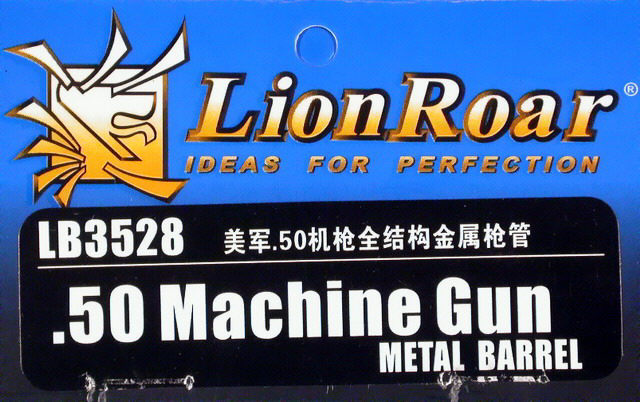 LionRoar®
IDEAS FOR PERFECTION
LB3528 美军.50机枪全结构金属枪管
.50 Machine Gun
METAL BARREL